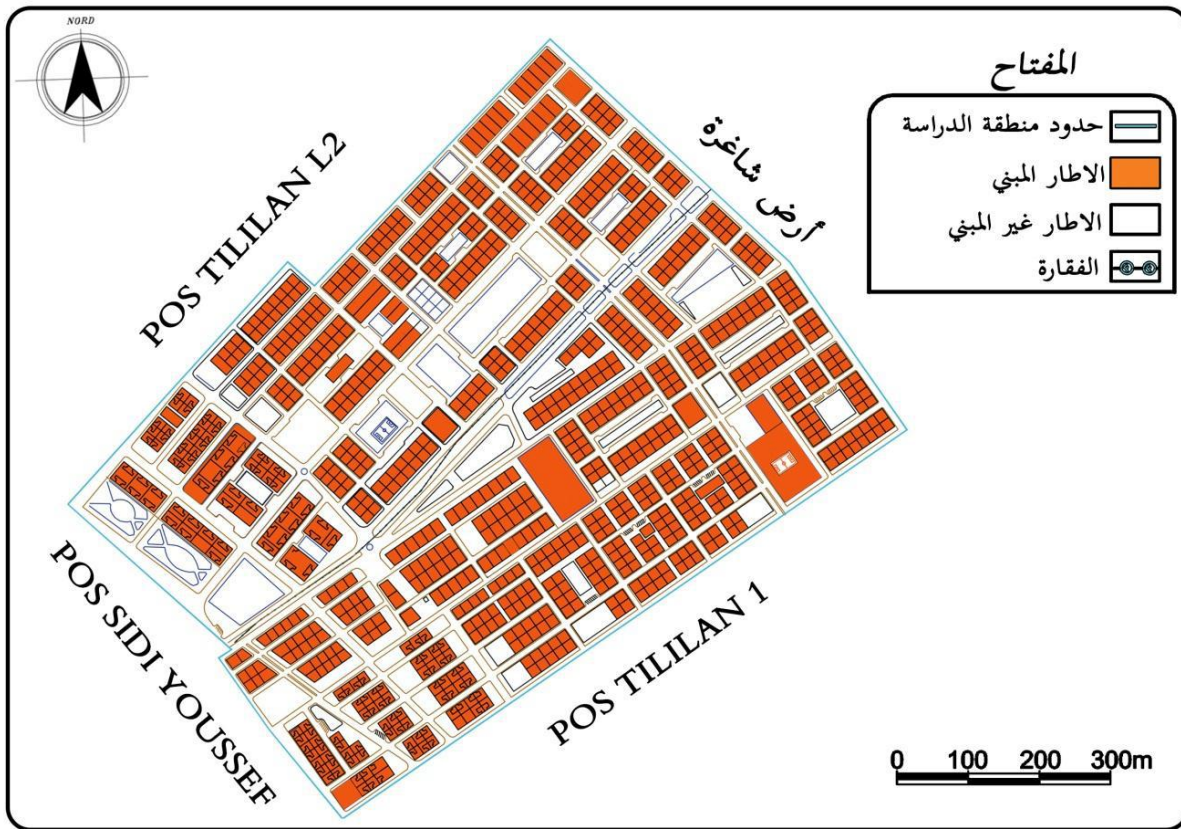 NORD
المفتاح
حدود منطقة الدراسة
الاطار المبني
الاطار غير المبني
الفقارة
POS TILILAN L2
أرض شاغرة
POS SIDI YOUSSEF
POS TILILAN 1
0 100 200 300m